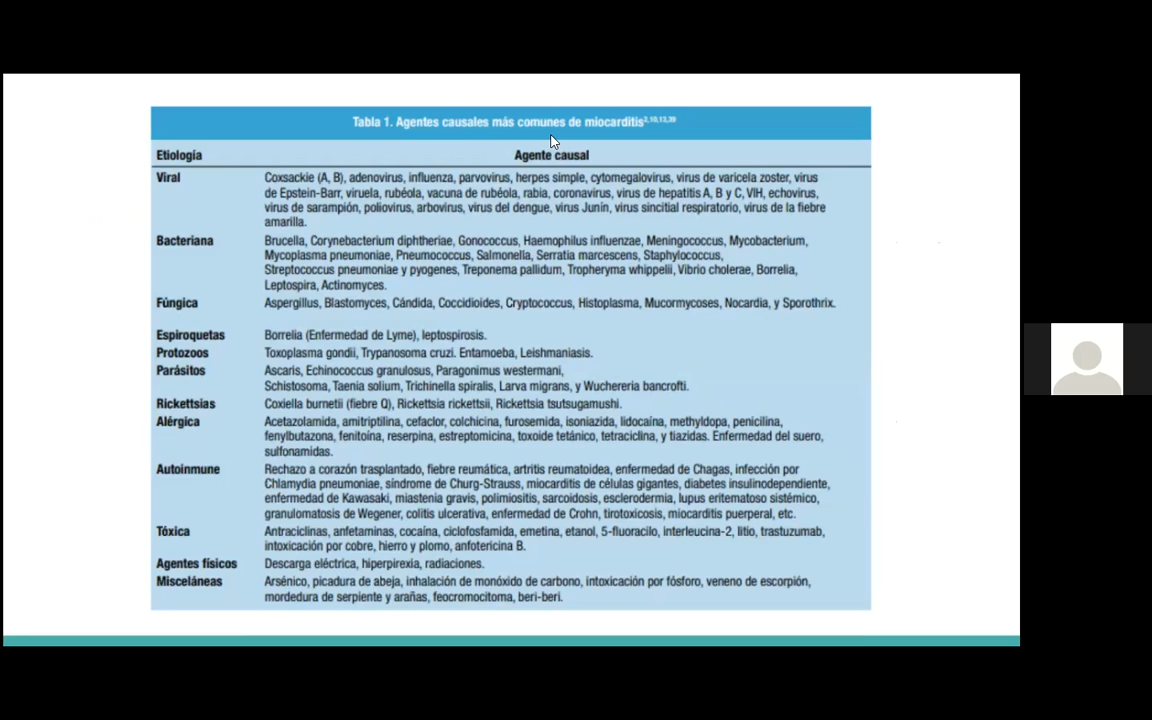 Tabla 1. Agentes causales más comunes de miocarditis2,10,13,39
Etiología Agente causal
Viral Coxsackie (A, B), adenovirus, influenza, parvovirus, herpes simple, cytomegalovirus, virus de varicela zoster, virus
de Epstein-Barr, viruela, rubéola, vacuna de rubéola, rabia, coronavirus, virus de hepatitis A, B y C, VIH, echovirus,
virus de sarampión, poliovirus, arbovirus, virus del dengue, virus Junín, virus sincitial respiratorio, virus de la fiebre
amarilla.
Bacteriana Brucella, Corynebacterium diphtheriae, Gonococcus, Haemophilus influenzae, Meningococcus, Mycobacterium,
Mycoplasma pneumoniae, Pneumococcus, Salmonella, Serratia marcescens, Staphylococcus,
Streptococcus pneumoniae y pyogenes, Treponema pallidum, Tropheryma whippelii, Vibrio cholerae, Borrelia,
Leptospira, Actinomyces.
Fúngica Aspergillus, Blastomyces, Cándida, Coccidioides, Cryptococcus, Histoplasma, Mucormycoses, Nocardia, y Sporothrix.
Espiroquetas Borrelia (Enfermedad de Lyme), leptospirosis.
Protozoos Toxoplasma gondii, Trypanosoma cruzi. Entamoeba, Leishmaniasis.
Parásitos Ascaris, Echinococcus granulosus, Paragonimus westermani,
Schistosoma, Taenia solium, Trichinella spiralis, Larva migrans, y Wuchereria bancrofti.
Rickettsias Coxiella burnetii (fiebre Q), Rickettsia rickettsii, Rickettsia tsutsugamushi.
Alérgica Acetazolamida, amitriptilina, cefaclor, colchicina, furosemida, isoniazida, lidocaína, methyldopa, penicilina,
fenylbutazona, fenitoína, reserpina, estreptomicina, toxoide tetánico, tetraciclina, y tiazidas. Enfermedad del suero,
sulfonamidas.
Autoinmune Rechazo a corazón trasplantado, fiebre reumática, artritis reumatoidea, enfermedad de Chagas, infección por
Chlamydia pneumoniae, síndrome de Churg-Strauss, miocarditis de células gigantes, diabetes insulinodependiente,
enfermedad de Kawasaki, miastenia gravis, polimiositis, sarcoidosis, esclerodermia, lupus eritematoso sistémico,
granulomatosis de Wegener, colitis ulcerativa, enfermedad de Crohn, tirotoxicosis, miocarditis puerperal, etc.
Tóxica Antraciclinas, anfetaminas, cocaína, ciclofosfamida, emetina, etanol, 5-fluoracilo, interleucina-2, litio, trastuzumab,
intoxicación por cobre, hierro y plomo, anfotericina B.
Agentes físicos Descarga eléctrica, hiperpirexia, radiaciones.
Misceláneas Arsénico, picadura de abeja, inhalación de monóxido de carbono, intoxicación por fósforo, veneno de escorpión,
mordedura de serpiente y arañas, feocromocitoma, beri-beri.